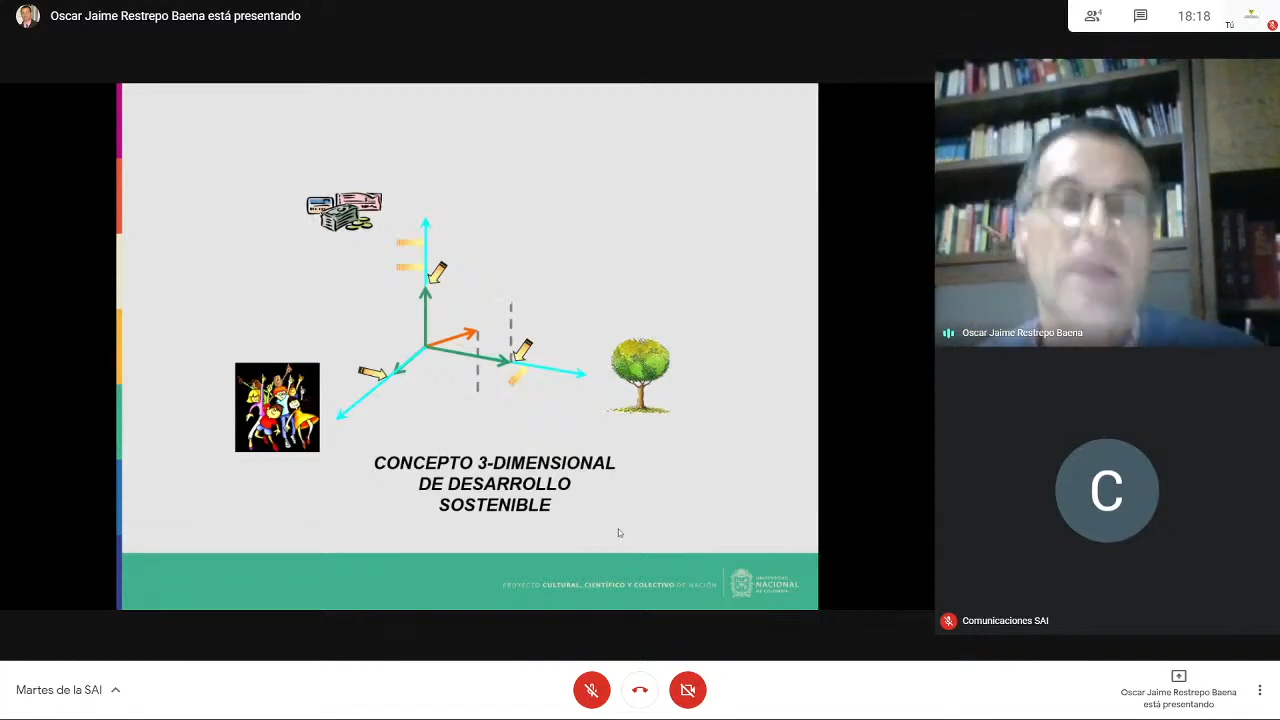 Oscar Jaime Restrepo Baena está presentando
4
18:18
Tú
Oscar Jaime Restrepo Baena
CONCEPTO 3-DIMENSIONAL
DE DESARROLLO
SOSTENIBLE
C
PROYECTO CULTURAL, CIENTÍFICO Y COLECTIVO DE NACIÓN
UNIVERSIDAD
NACIONAL
DE COLOMBIA
Comunicaciones SAI
Martes de la SAI
Oscar Jaime Restrepo Baena
está presentando